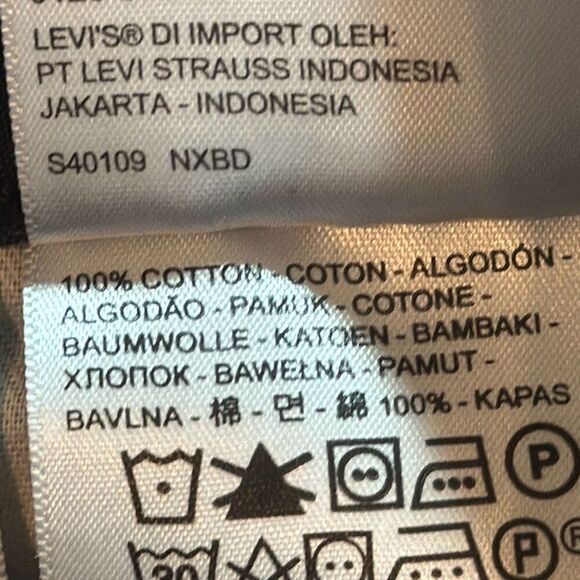 LEVI'S® DI IMPORT OLEH:
PT LEVI STRAUSS INDONESIA
JAKARTA - INDONESIA
S40109 NXBD
100% COTTON - COTON - ALGODÓN -
ALGODÃO - PAMUK - COTONE -
BAUMWOLLE - KATOEN - BAMBAKI -
ХЛОПОК - BAWEŁNA - PAMUT -
BAVLNA - 棉 - 면 - 綿 100% - KAPAS
P
30 P